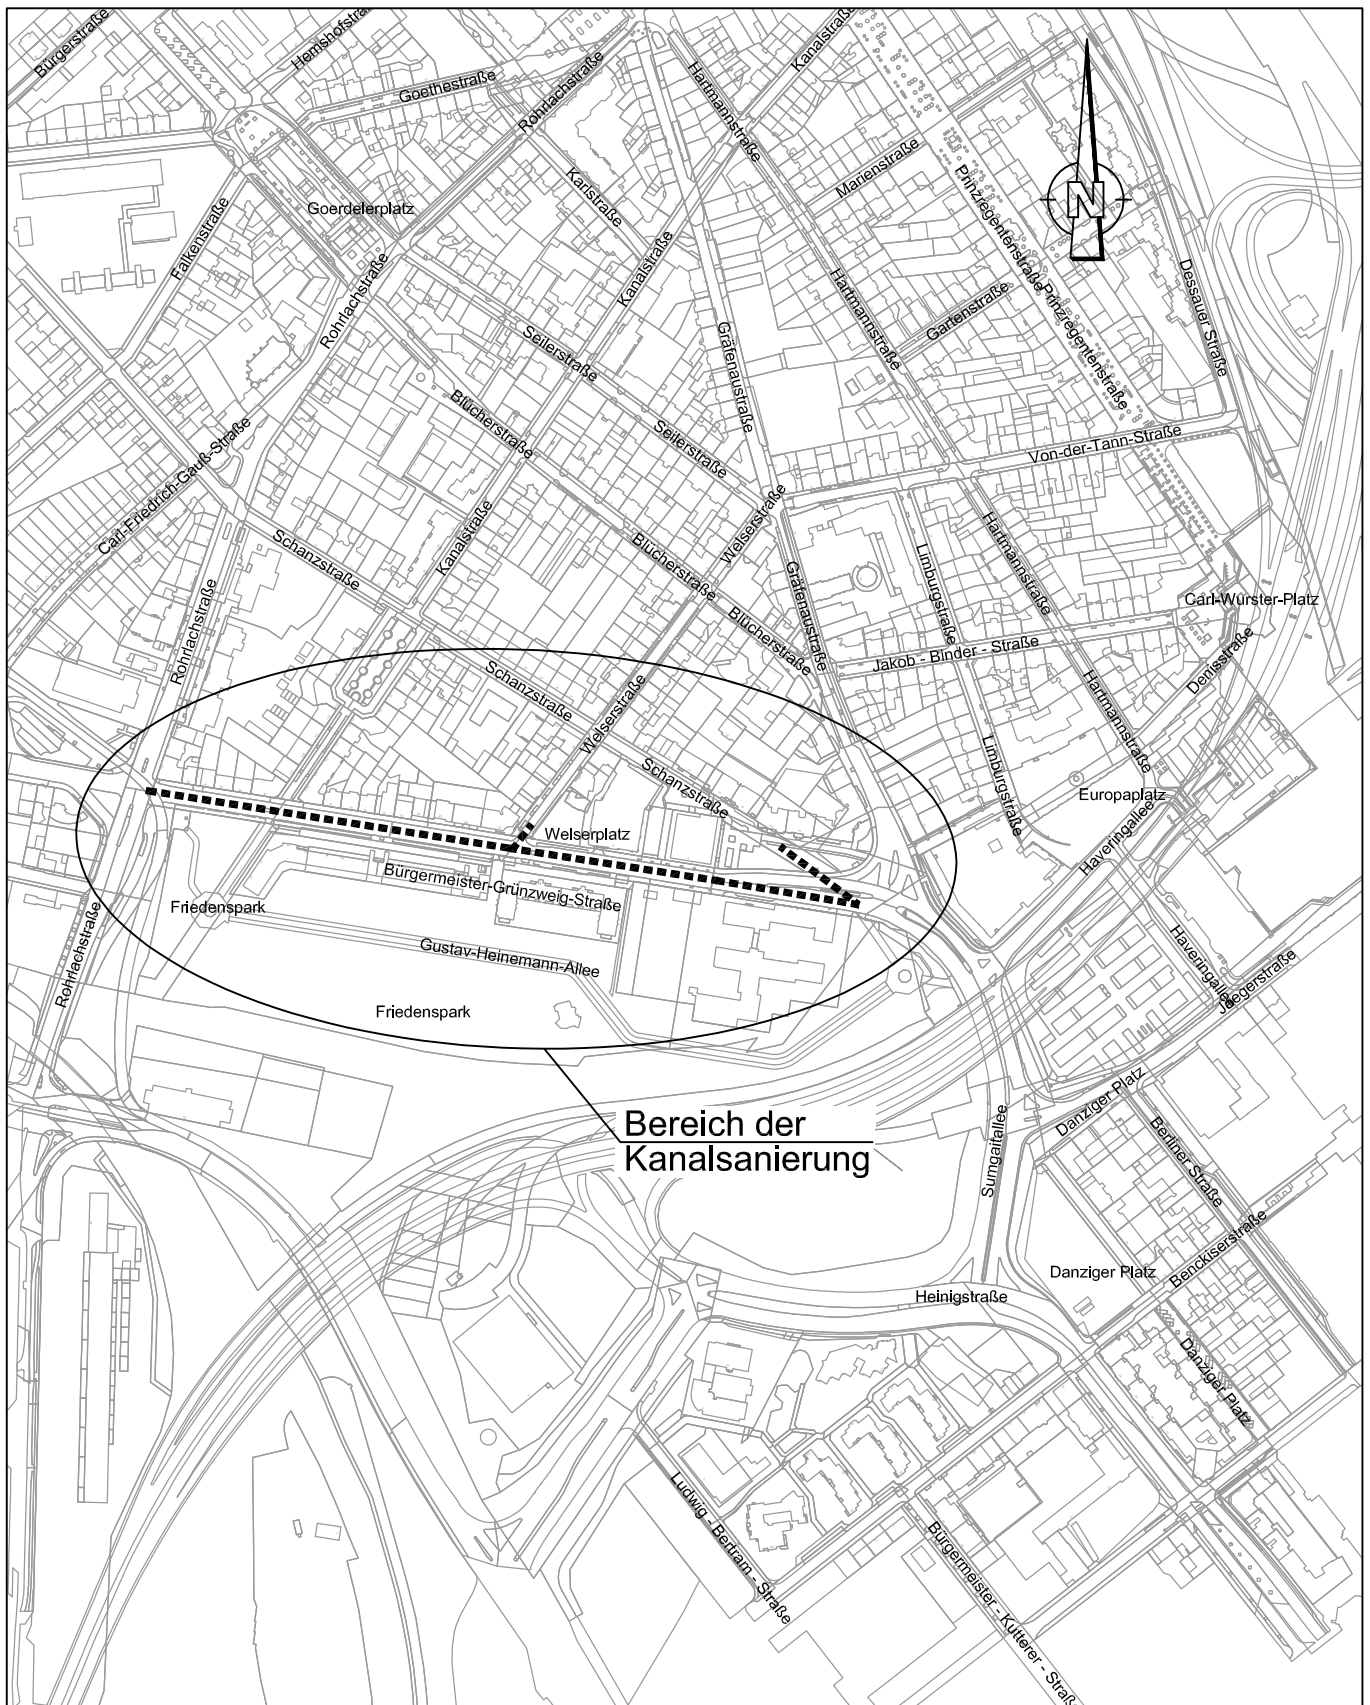 Bürgerstraße
Hemshofstraße
Goethestraße
Rohrlachstraße
Hartmannstraße
Kanalstraße
Marienstraße
Prinzregentenstraße
N
Karlstraße
Goerdelerplatz
Falkenstraße
Rohrlachstraße
Kanalstraße
Hartmannstraße
Gartenstraße
Prinzregentenstraße
Dessauer Straße
Seilerstraße
Gräfenaustraße
Blücherstraße
Seilerstraße
Von-der-Tann-Straße
Carl-Friedrich-Gauß-Straße
Kanalstraße
Welserstraße
Schanzstraße
Blücherstraße
Hartmannstraße
Limburgstraße
Gräfenaustraße
Carl-Wurster-Platz
Rohrlachstraße
Blücherstraße
Jakob - Binder - Straße
Denisstraße
Schanzstraße
Welserstraße
Hartmannstraße
Limburgstraße
Schanzstraße
Europaplatz
Haveringallee
Welserplatz
Bürgermeister-Grünzweig-Straße
Friedenspark
Rohrlachstraße
Gustav-Heinemann-Allee
Haveringallee
Jaegerstraße
Friedenspark
Bereich der
Kanalsanierung
Danziger Platz
Berliner Straße
Sumgaitallee
Benckiserstraße
Danziger Platz
Heinigstraße
Danziger Platz
Ludwig - Bertram - Straße
Bürgermeister - Kutterer - Straß